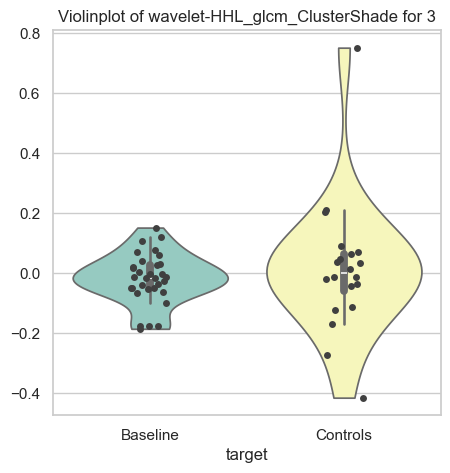 Violinplot of wavelet-HHL_glcm_ClusterShade for 3
0.8
0.6
0.4
0.2
0.0
−0.2
−0.4
Baseline
Controls
target